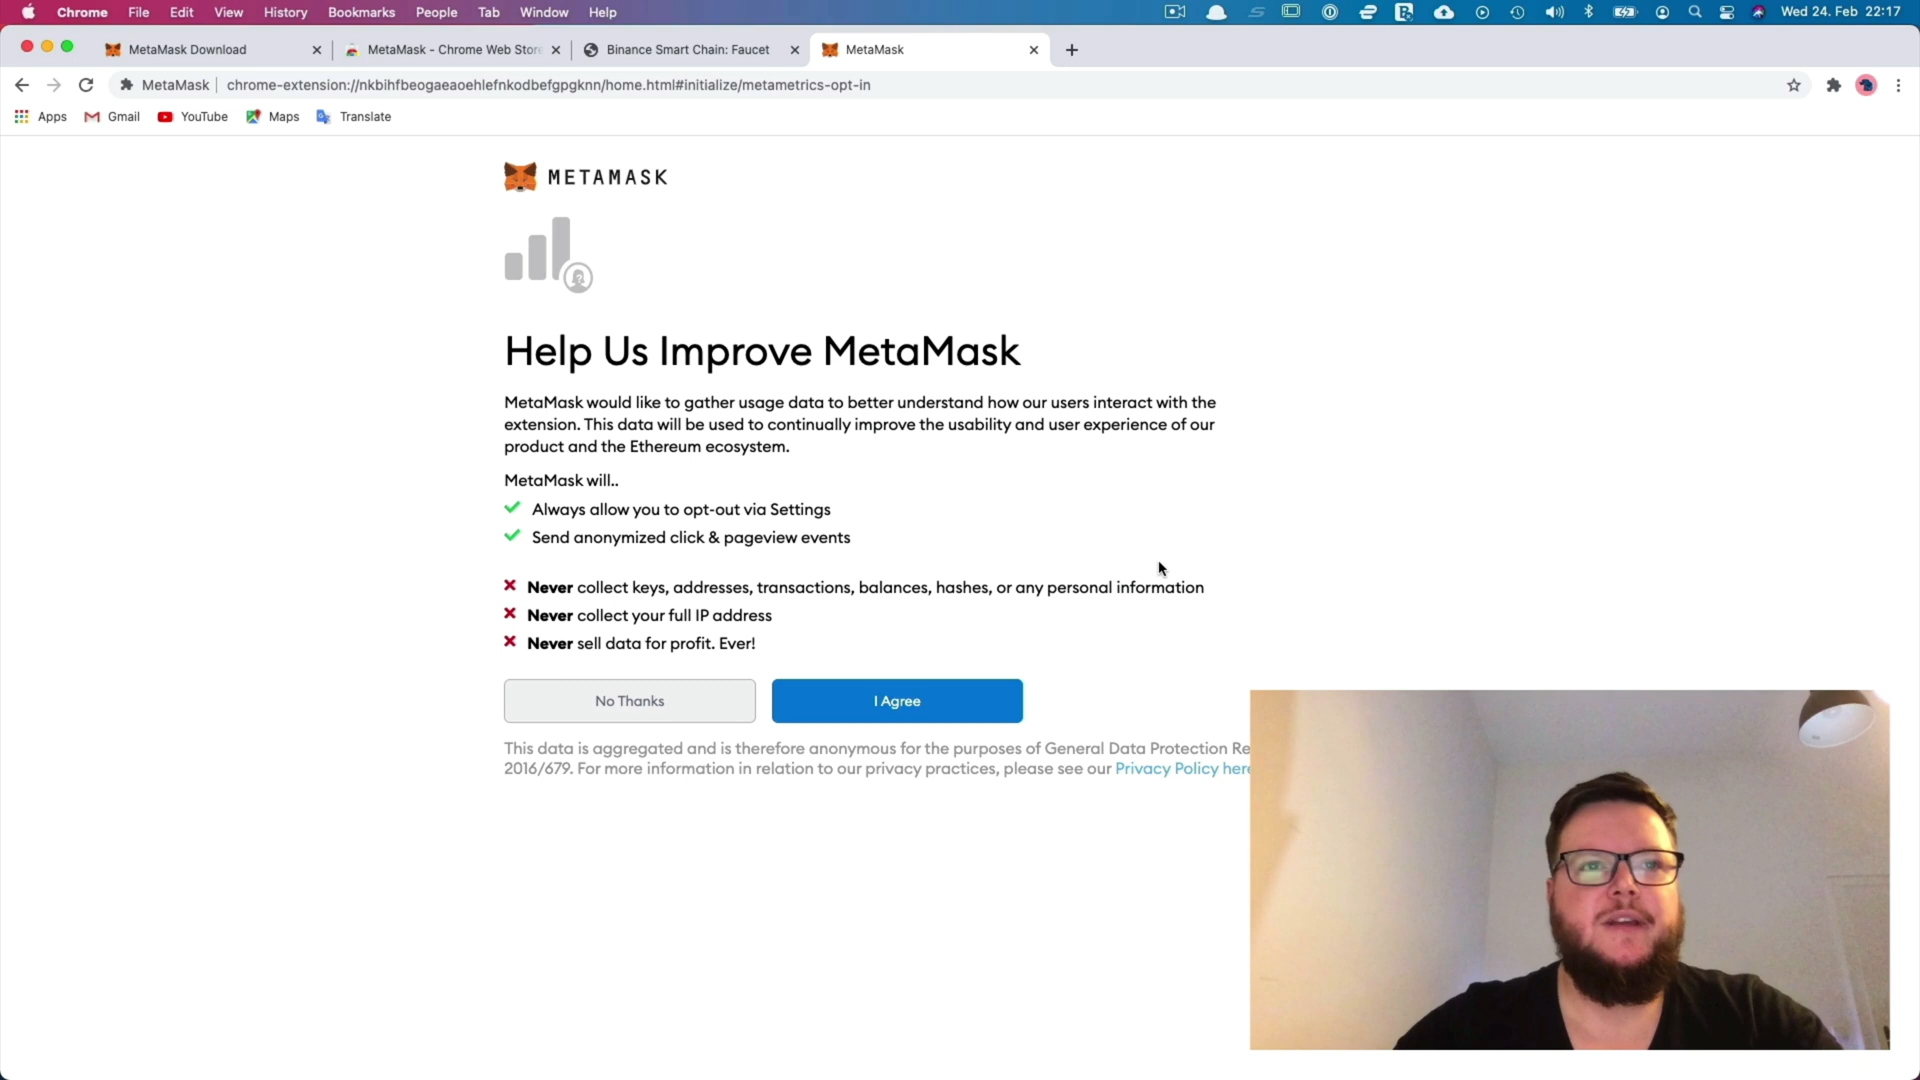 Chrome File Edit View History Bookmarks People Tab Window Help Wed 24. Feb 22:17
MetaMask Download MetaMask - Chrome Web Store Binance Smart Chain: Faucet MetaMask
MetaMask chrome-extension://nkbihfbeogaeaoehlefnkodbefgpgknn/home.html#initialize/metametrics-opt-in
Apps Gmail YouTube Maps Translate
METAMASK
Help Us Improve MetaMask
MetaMask would like to gather usage data to better understand how our users interact with the
extension. This data will be used to continually improve the usability and user experience of our
product and the Ethereum ecosystem.
MetaMask will..
Always allow you to opt-out via Settings
Send anonymized click & pageview events
Never collect keys, addresses, transactions, balances, hashes, or any personal information
Never collect your full IP address
Never sell data for profit. Ever!
No Thanks I Agree
This data is aggregated and is therefore anonymous for the purposes of General Data Protection Re
2016/679. For more information in relation to our privacy practices, please see our Privacy Policy here